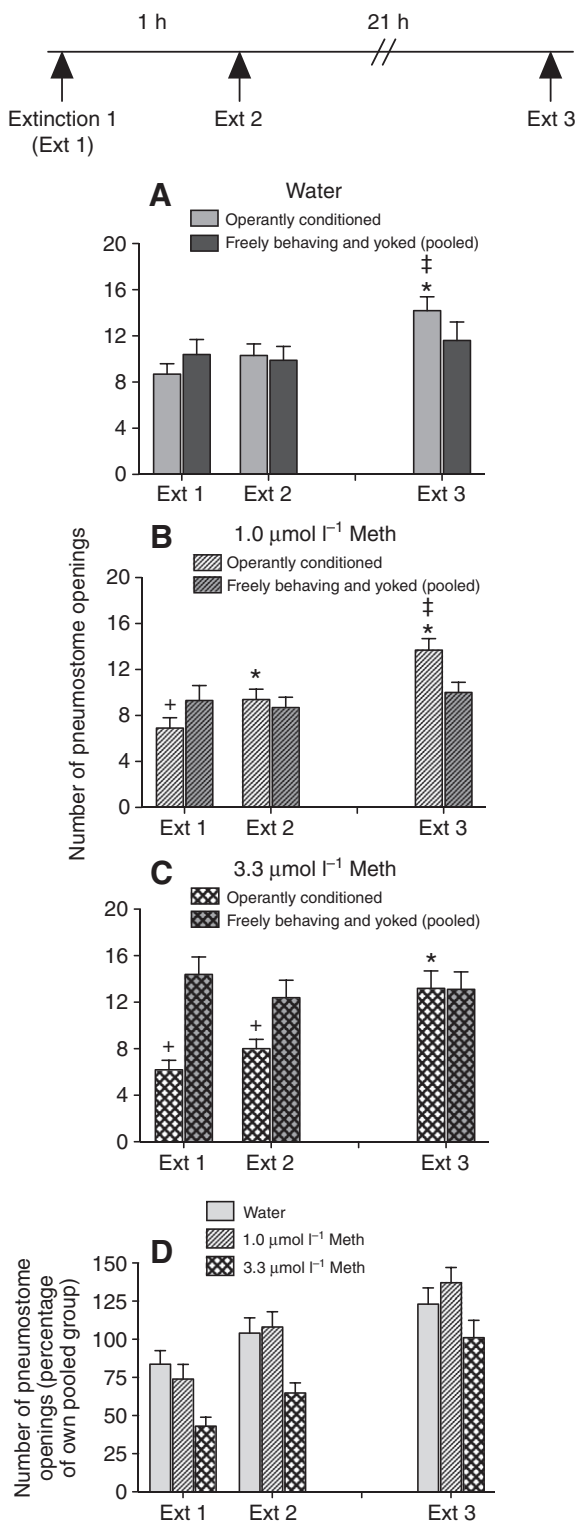 1 h 21 h
Extinction 1
(Ext 1)
Ext 2
Ext 3
A
Water
Operantly conditioned
Freely behaving and yoked (pooled)
20
16
12
8
4
0
‡
*
Ext 1 Ext 2 Ext 3
Number of pneumostome openings
B
1.0 µmol l⁻¹ Meth
Operantly conditioned
Freely behaving and yoked (pooled)
20
16
12
8
4
0
+
*
‡
*
Ext 1 Ext 2 Ext 3
C
3.3 µmol l⁻¹ Meth
Operantly conditioned
Freely behaving and yoked (pooled)
20
16
12
8
4
0
+
+
*
Ext 1 Ext 2 Ext 3
D
Water
1.0 µmol l⁻¹ Meth
3.3 µmol l⁻¹ Meth
Number of pneumostome
openings (percentage
of own pooled group)
150
125
100
75
50
25
0
Ext 1 Ext 2 Ext 3